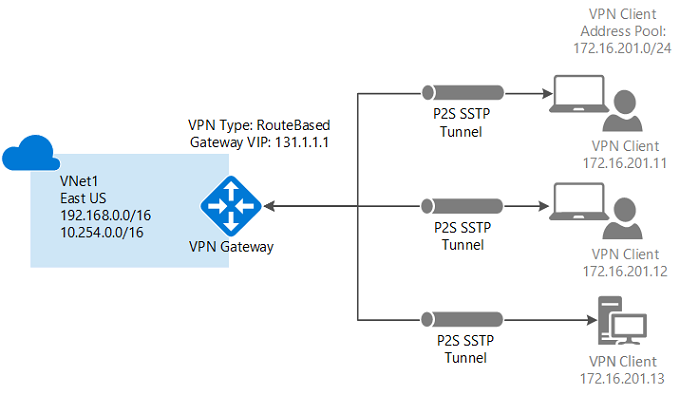 VPN Client
Address Pool:
172.16.201.0/24
P2S SSTP
Tunnel
VPN Client
172.16.201.11
VPN Type: RouteBased
Gateway VIP: 131.1.1.1
VNet1
East US
192.168.0.0/16
10.254.0.0/16
VPN Gateway
P2S SSTP
Tunnel
VPN Client
172.16.201.12
P2S SSTP
Tunnel
VPN Client
172.16.201.13